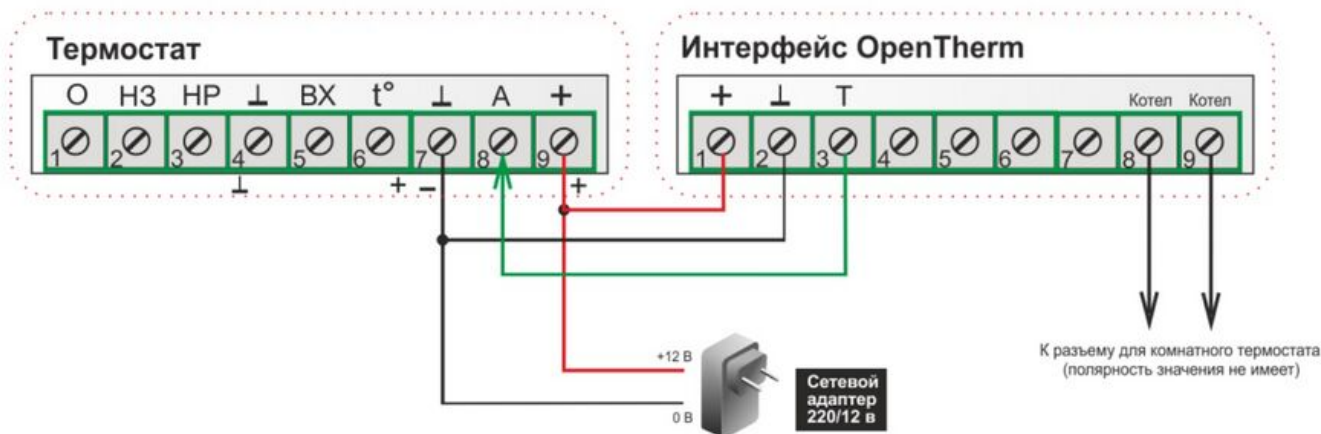 Термостат
О НЗ НР ⊥ ВХ t° ⊥ А +
1 2 3 4 5 6 7 8 9
⊥ + − +
Интерфейс OpenTherm
+ ⊥ Т Котел Котел
1 2 3 4 5 6 7 8 9
+12 В
0 В
Сетевой
адаптер
220/12 в
К разъему для комнатного термостата
(полярность значения не имеет)